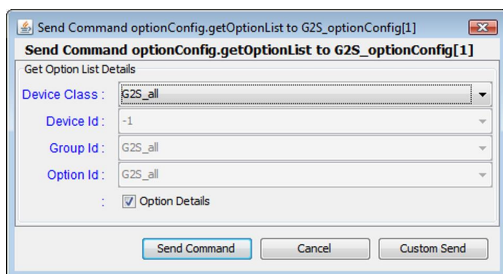 Send Command optionConfig.getOptionList to G2S_optionConfig[1]
Send Command optionConfig.getOptionList to G2S_optionConfig[1]
Get Option List Details
Device Class : G2S_all
Device Id : -1
Group Id : G2S_all
Option Id : G2S_all
: Option Details
Send Command Cancel Custom Send